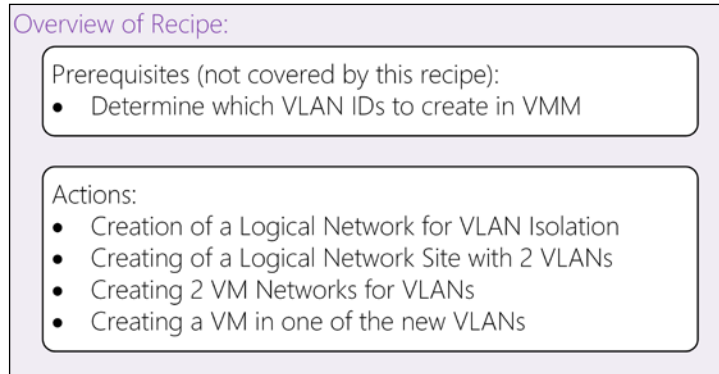 Overview of Recipe:
Prerequisites (not covered by this recipe):
• Determine which VLAN IDs to create in VMM
Actions:
• Creation of a Logical Network for VLAN Isolation
• Creating of a Logical Network Site with 2 VLANs
• Creating 2 VM Networks for VLANs
• Creating a VM in one of the new VLANs